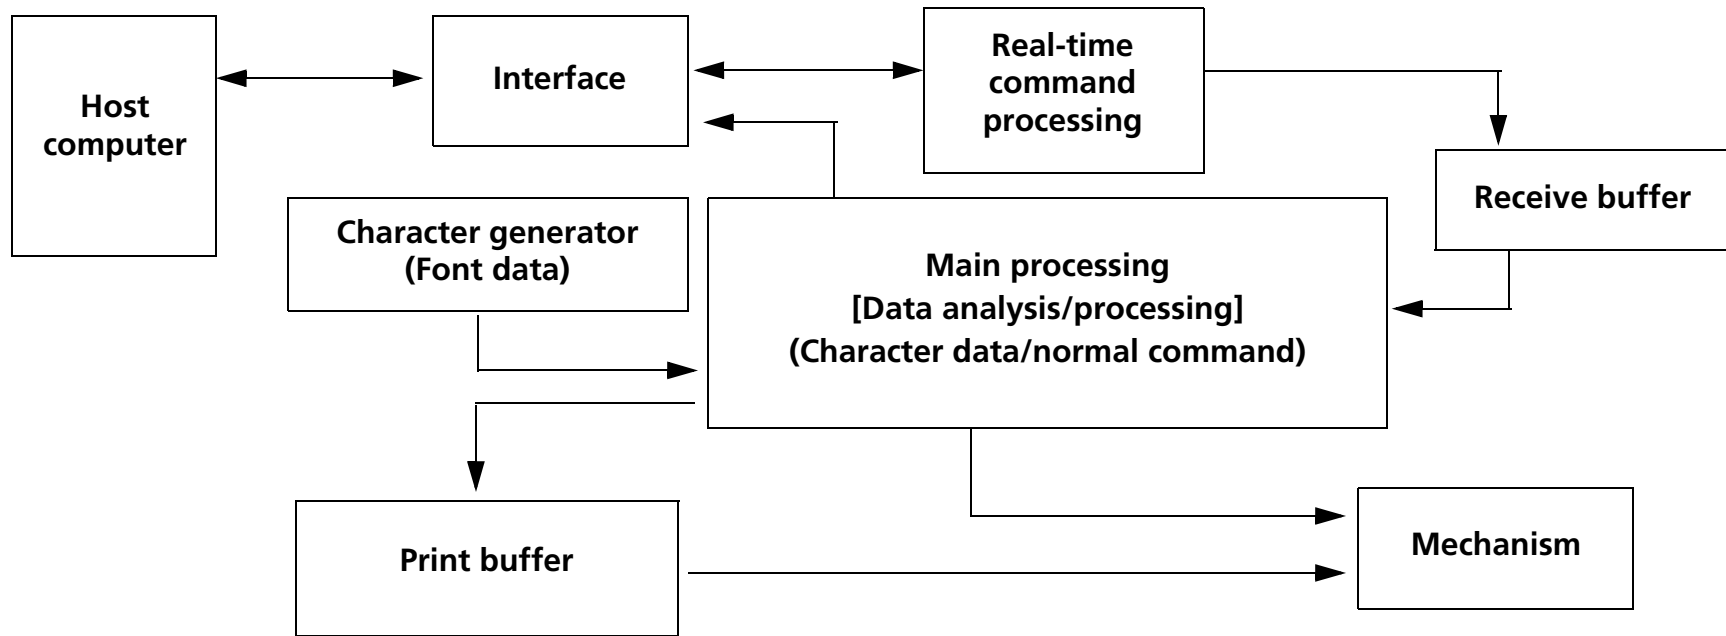 Host
computer
Interface
Real-time
command
processing
Receive buffer
Character generator
(Font data)
Main processing
[Data analysis/processing]
(Character data/normal command)
Print buffer
Mechanism